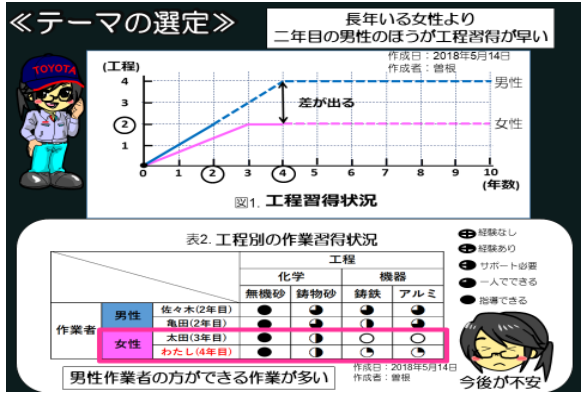 ≪テーマの選定≫
長年いる女性より
二年目の男性のほうが工程習得が早い
作成日：2018年5月14日
作成者：曽根
TOYOTA
(工程)
4
3
2
1
差が出る
男性
女性
0 1 2 3 4 5 6 7 8 9 10
(年数)
図1. 工程習得状況
表2. 工程別の作業習得状況
工程
化学 機器
無機砂 鋳物砂 鋳鉄 アルミ
作業者
男性
佐々木(2年目)
亀田(2年目)
女性
太田(3年目)
わたし(4年目)
経験なし
経験あり
サポート必要
一人でできる
指導できる
男性作業者の方ができる作業が多い
作成日：2018年5月14日
作成者：曽根
今後が不安